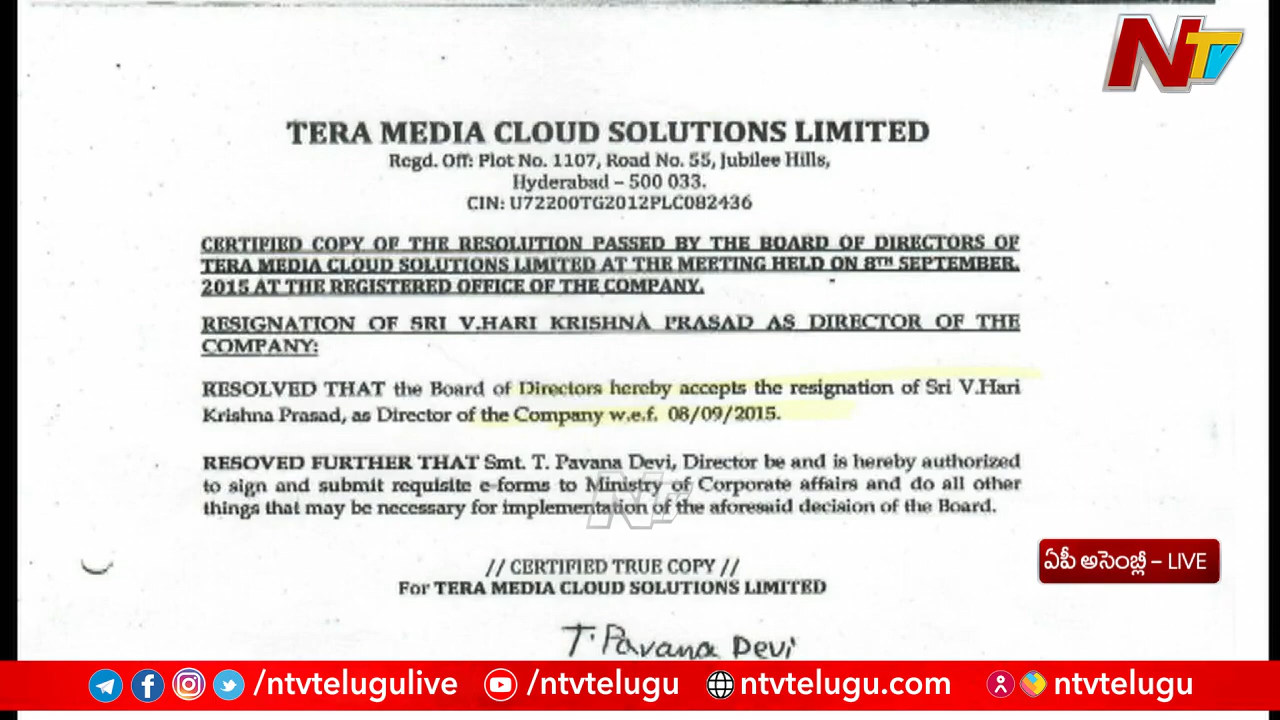 NTV
TERA MEDIA CLOUD SOLUTIONS LIMITED
Regd. Off: Plot No. 1107, Road No. 55, Jubilee Hills,
Hyderabad – 500 033.
CIN: U72200TG2012PLC082436
CERTIFIED COPY OF THE RESOLUTION PASSED BY THE BOARD OF DIRECTORS OF
TERA MEDIA CLOUD SOLUTIONS LIMITED AT THE MEETING HELD ON 8TH SEPTEMBER,
2015 AT THE REGISTERED OFFICE OF THE COMPANY.
RESIGNATION OF SRI V.HARI KRISHNA PRASAD AS DIRECTOR OF THE
COMPANY:
RESOLVED THAT the Board of Directors hereby accepts the resignation of Sri V.Hari
Krishna Prasad, as Director of the Company w.e.f. 08/09/2015.
RESOVED FURTHER THAT Smt. T. Pavana Devi, Director be and is hereby authorized
to sign and submit requisite e-forms to Ministry of Corporate affairs and do all other
things that may be necessary for implementation of the aforesaid decision of the Board.
NTV
// CERTIFIED TRUE COPY //
For TERA MEDIA CLOUD SOLUTIONS LIMITED
T. Pavana Devi
ఏపీ అసెంబ్లీ – LIVE
/ntvtelugulive /ntvtelugu ntvtelugu.com ntvtelugu